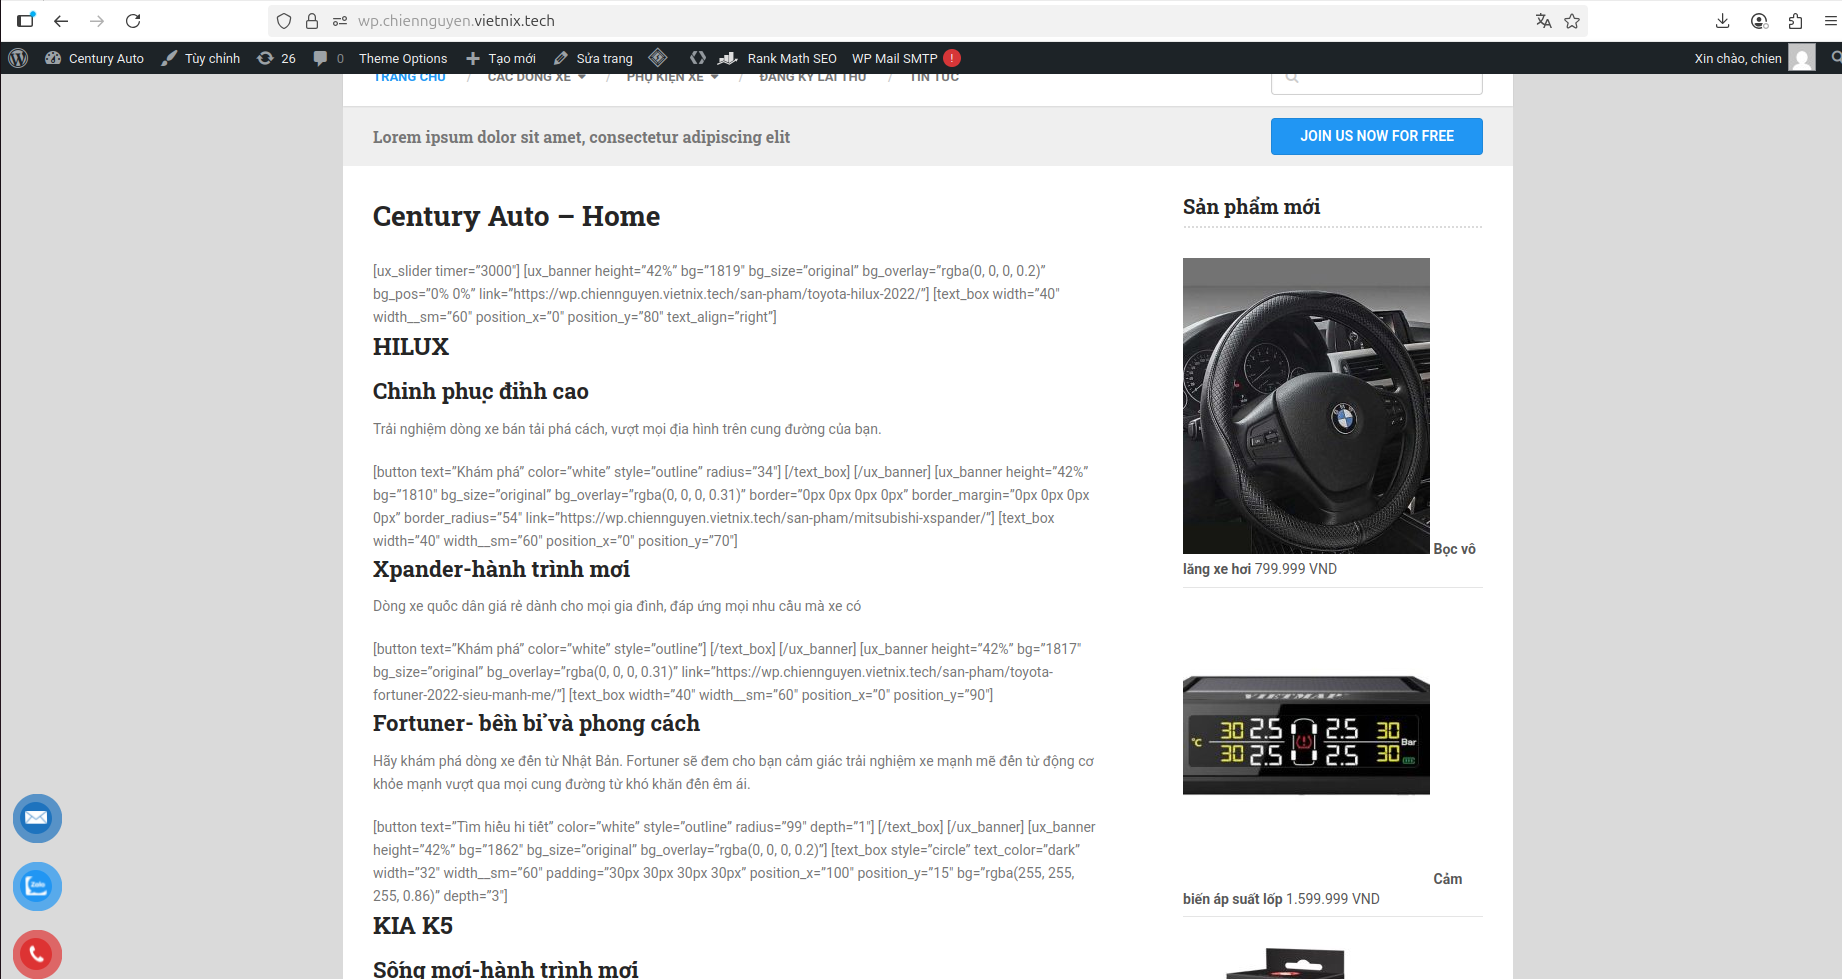 wp.chiennguyen.vietnix.tech
Century Auto Tùy chỉnh 26 0 Theme Options Tạo mới Sửa trang Rank Math SEO WP Mail SMTP ! Xin chào, chien
TRANG CHỦ / CÁC DÒNG XE / PHỤ KIỆN XE / ĐĂNG KÝ LÁI THỬ / TIN TỨC
Lorem ipsum dolor sit amet, consectetur adipiscing elit
JOIN US NOW FOR FREE
Century Auto – Home
[ux_slider timer=”3000″] [ux_banner height=”42%” bg=”1819″ bg_size=”original” bg_overlay=”rgba(0, 0, 0, 0.2)”
bg_pos=”0% 0%” link=”https://wp.chiennguyen.vietnix.tech/san-pham/toyota-hilux-2022/”] [text_box width=”40″
width__sm=”60″ position_x=”0″ position_y=”80″ text_align=”right”]
HILUX
Chinh phục đỉnh cao
Trải nghiệm dòng xe bán tải phá cách, vượt mọi địa hình trên cung đường của bạn.
[button text=”Khám phá” color=”white” style=”outline” radius=”34″] [/text_box] [/ux_banner] [ux_banner height=”42%”
bg=”1810″ bg_size=”original” bg_overlay=”rgba(0, 0, 0, 0.31)” border=”0px 0px 0px 0px” border_margin=”0px 0px 0px
0px” border_radius=”54″ link=”https://wp.chiennguyen.vietnix.tech/san-pham/mitsubishi-xspander/”] [text_box
width=”40″ width__sm=”60″ position_x=”0″ position_y=”70″]
Xpander-hành trình mới
Dòng xe quốc dân giá rẻ dành cho mọi gia đình, đáp ứng mọi nhu cầu mà xe có
[button text=”Khám phá” color=”white” style=”outline”] [/text_box] [/ux_banner] [ux_banner height=”42%” bg=”1817″
bg_size=”original” bg_overlay=”rgba(0, 0, 0, 0.31)” link=”https://wp.chiennguyen.vietnix.tech/san-pham/toyota-
fortuner-2022-sieu-manh-me/”] [text_box width=”40″ width__sm=”60″ position_x=”0″ position_y=”90″]
Fortuner- bền bỉ và phong cách
Hãy khám phá dòng xe đến từ Nhật Bản. Fortuner sẽ đem cho bạn cảm giác trải nghiệm xe mạnh mẽ đến từ động cơ
khỏe mạnh vượt qua mọi cung đường từ khó khăn đến êm ái.
[button text=”Tìm hiểu hi tiết” color=”white” style=”outline” radius=”99″ depth=”1″] [/text_box] [/ux_banner] [ux_banner
height=”42%” bg=”1862″ bg_size=”original” bg_overlay=”rgba(0, 0, 0, 0.2)”] [text_box style=”circle” text_color=”dark”
width=”32″ width__sm=”60″ padding=”30px 30px 30px 30px” position_x=”100″ position_y=”15″ bg=”rgba(255, 255,
255, 0.86)” depth=”3″]
KIA K5
Sống mới-hành trình mới
Sản phẩm mới
Bọc vô
lăng xe hơi 799.999 VND
VIETMAP
30 2.5 2.5 30
°C Bar
30 2.5 2.5 30
Cảm
biến áp suất lốp 1.599.999 VND
Zalo